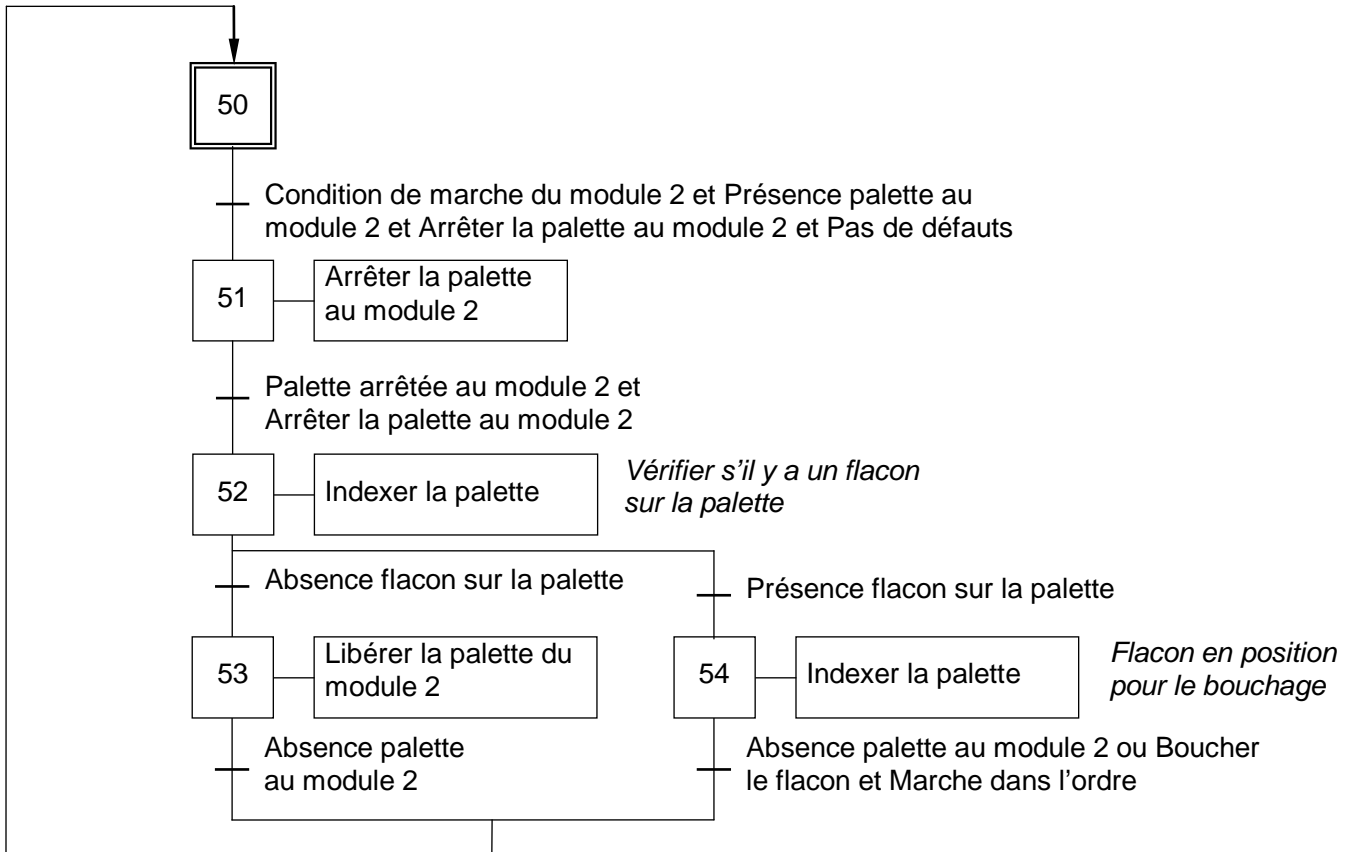 50
Condition de marche du module 2 et Présence palette au
module 2 et Arrêter la palette au module 2 et Pas de défauts
51
Arrêter la palette
au module 2
Palette arrêtée au module 2 et
Arrêter la palette au module 2
52
Indexer la palette
Vérifier s'il y a un flacon
sur la palette
Absence flacon sur la palette
Présence flacon sur la palette
53
Libérer la palette du
module 2
54
Indexer la palette
Flacon en position
pour le bouchage
Absence palette
au module 2
Absence palette au module 2 ou Boucher
le flacon et Marche dans l'ordre